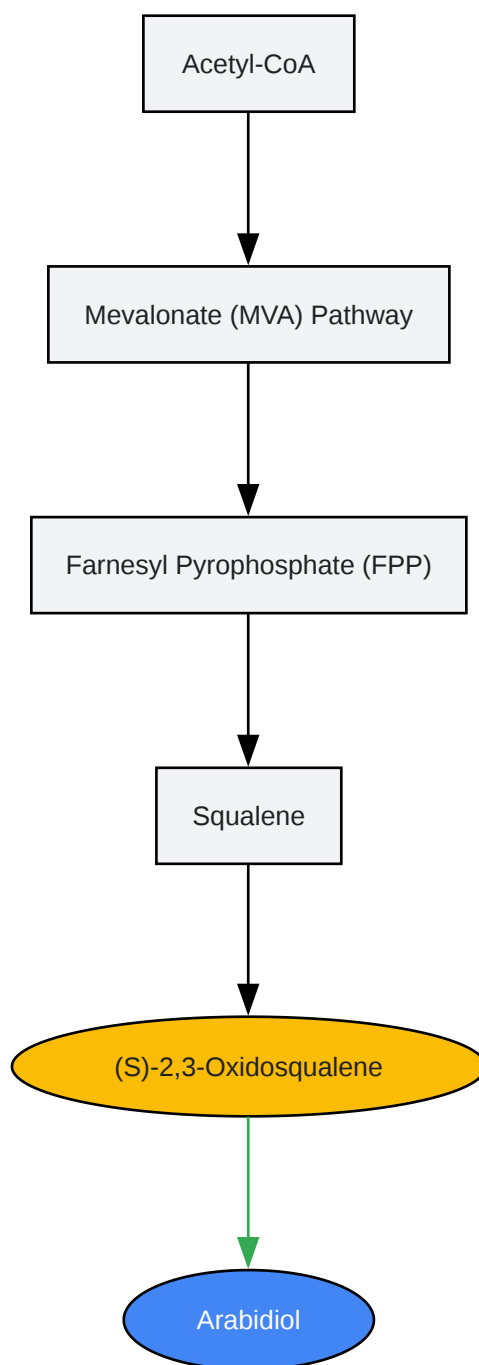 Acetyl-CoA
Mevalonate (MVA) Pathway
Farnesyl Pyrophosphate (FPP)
Squalene
(S)-2,3-Oxidosqualene
Arabidiol